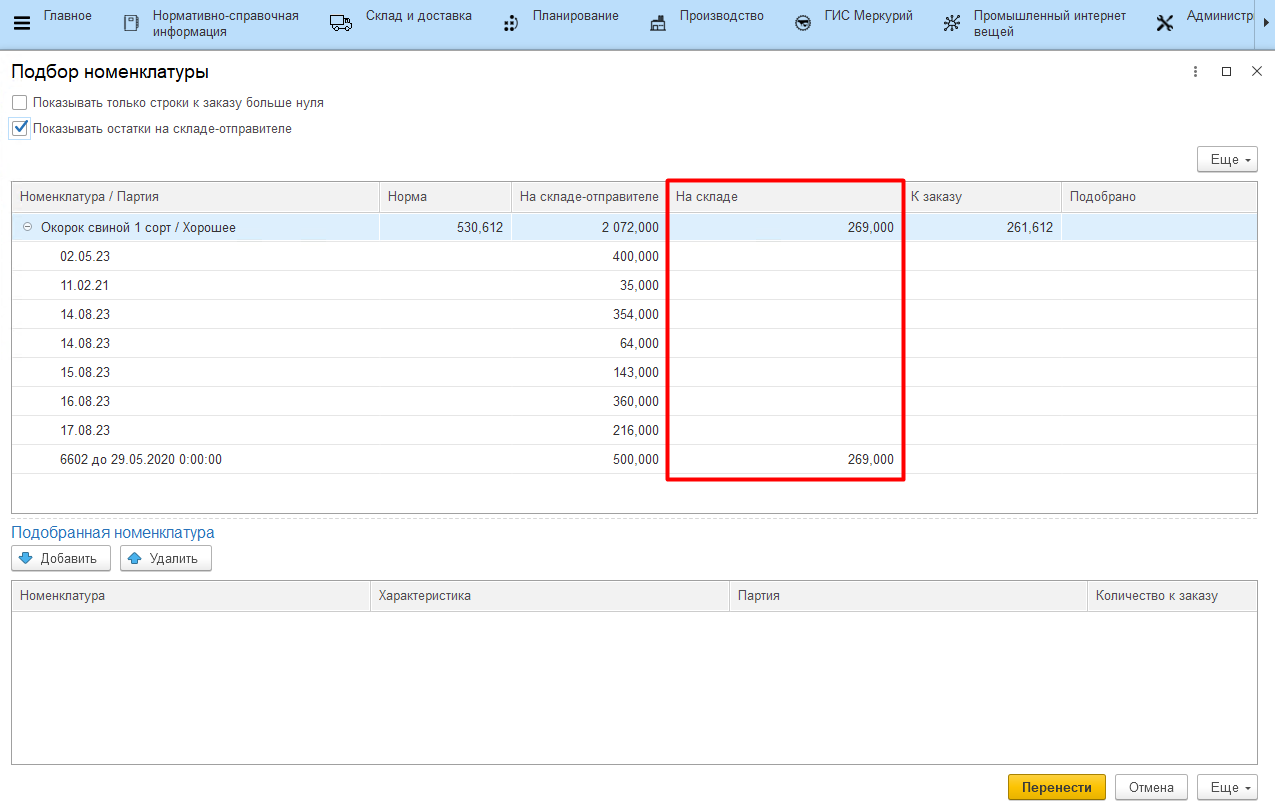 Главное
Нормативно-справочная
информация
Склад и доставка
Планирование
Производство
ГИС Меркурий
Промышленный интернет
вещей
Администр
Подбор номенклатуры
Показывать только строки к заказу больше нуля
Показывать остатки на складе-отправителе
Еще
Номенклатура / Партия Норма На складе-отправителе На складе К заказу Подобрано
Окорок свиной 1 сорт / Хорошее 530,612 2 072,000 269,000 261,612
02.05.23 400,000
11.02.21 35,000
14.08.23 354,000
14.08.23 64,000
15.08.23 143,000
16.08.23 360,000
17.08.23 216,000
6602 до 29.05.2020 0:00:00 500,000 269,000
Подобранная номенклатура
Добавить Удалить
Номенклатура Характеристика Партия Количество к заказу
Перенести Отмена Еще